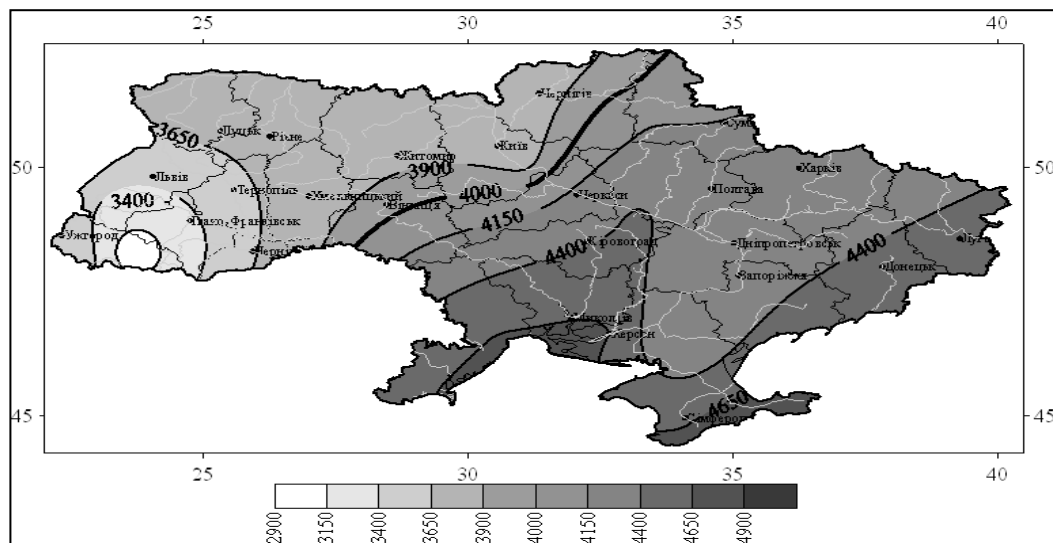 25 30 35 40
Чернігів
Суми
3650 Луцьк Рівне
50 Житомир Київ 50
3900
Львів Харків
Тернопіль Хмельницький Вінниця 4000 Черкаси Полтава
3400
4150
Івано-Франківськ
Ужгород
Кіровоград Дніпропетровськ
4400 4400
Донецьк
Запоріжжя
Миколаїв
Херсон
45 4650 45
25 30 35 40
2900 3150 3400 3650 3900 4000 4150 4400 4650 4900